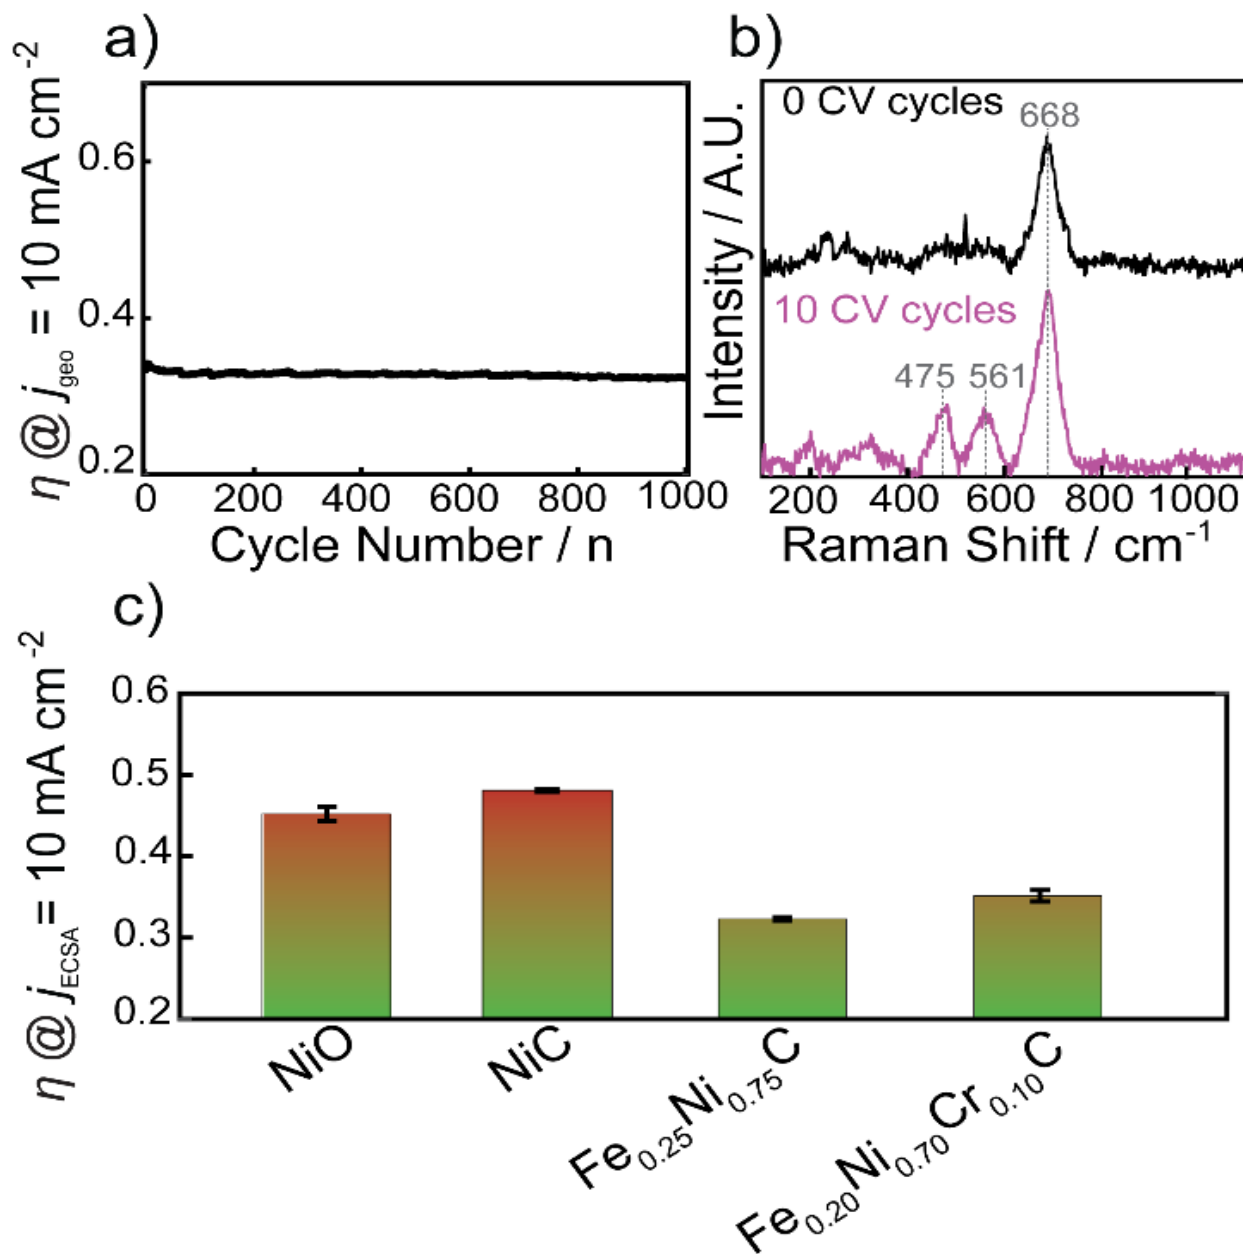 a)
η @ j_geo = 10 mA cm⁻²
0.6
0.4
0.2
0 200 400 600 800 1000
Cycle Number / n
b)
Intensity / A.U.
0 CV cycles
668
10 CV cycles
475 561
200 400 600 800 1000
Raman Shift / cm⁻¹
c)
η @ j_ECSA = 10 mA cm⁻²
0.6
0.5
0.4
0.3
0.2
NiO
NiC
Fe₀.₂₅Ni₀.₇₅C
Fe₀.₂₀Ni₀.₇₀Cr₀.₁₀C